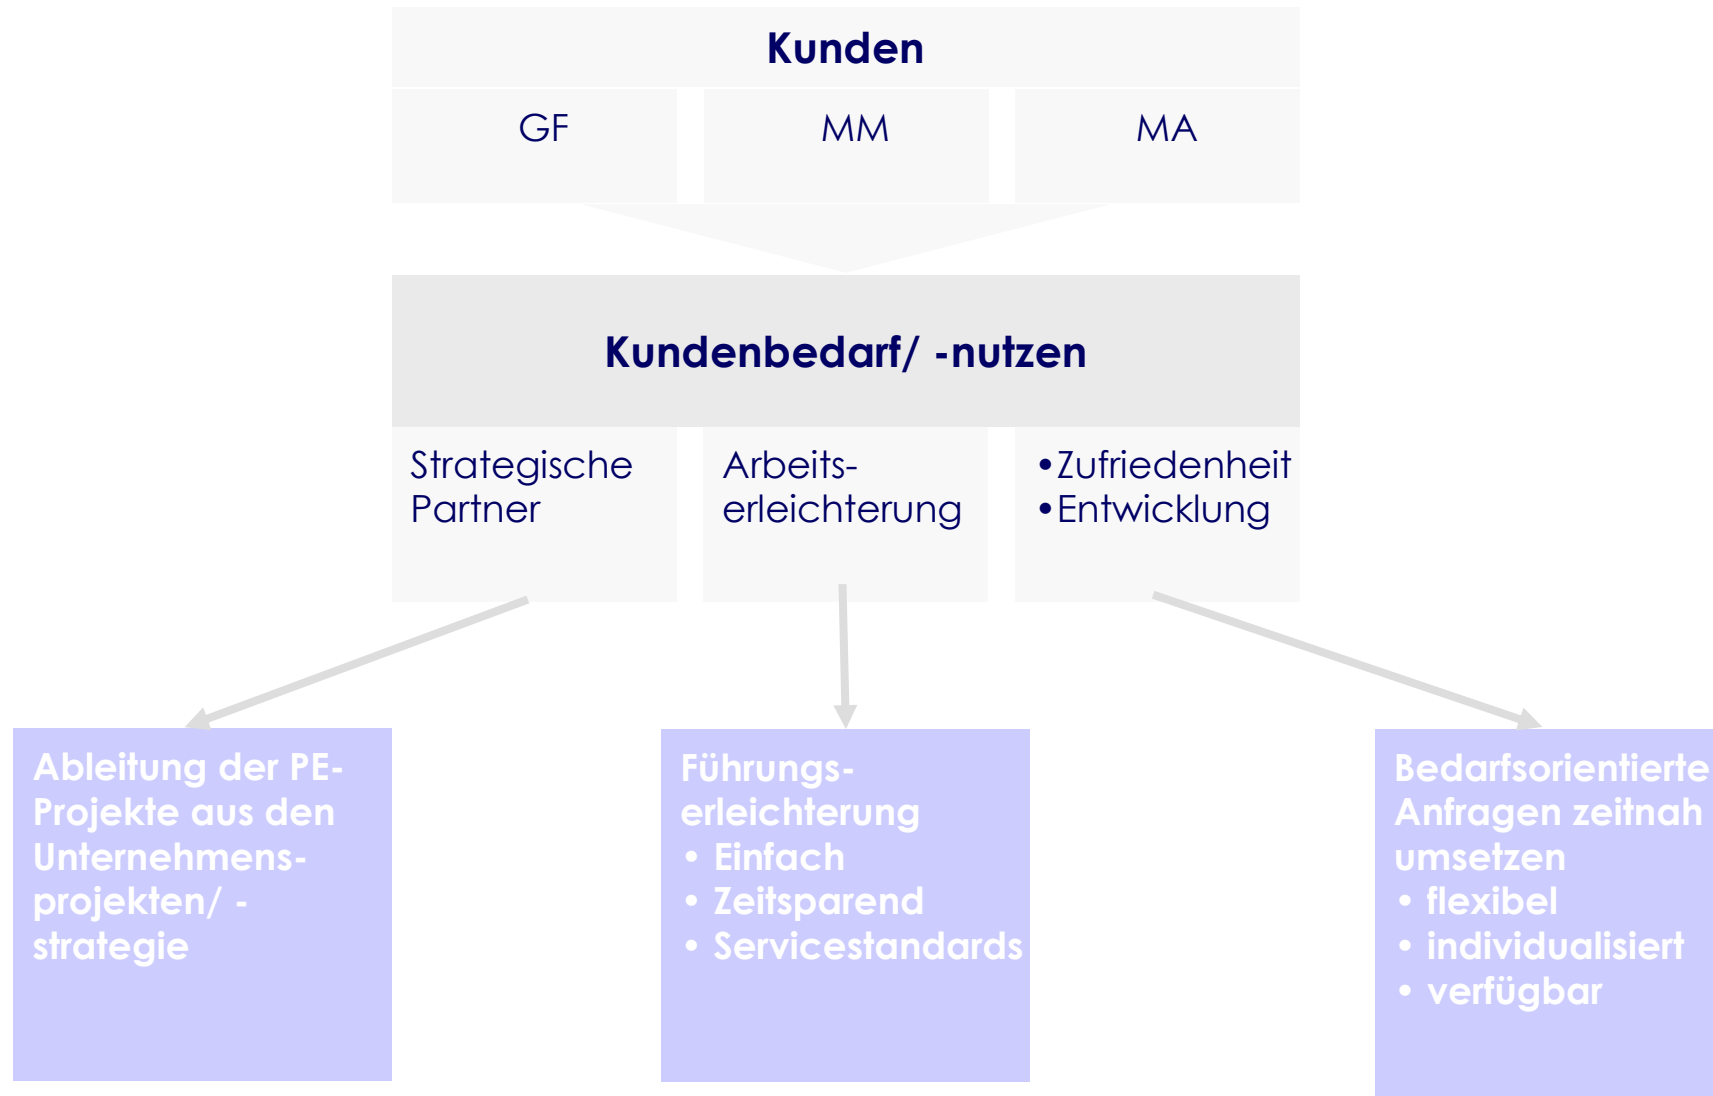 Kunden
GF
MM
MA
Kundenbedarf/ -nutzen
Strategische
Partner
Arbeits-
erleichterung
•Zufriedenheit
•Entwicklung
Ableitung der PE-
Projekte aus den
Unternehmens-
projekten/ -
strategie
Führungs-
erleichterung
• Einfach
• Zeitsparend
• Servicestandards
Bedarfsorientierte
Anfragen zeitnah
umsetzen
• flexibel
• individualisiert
• verfügbar